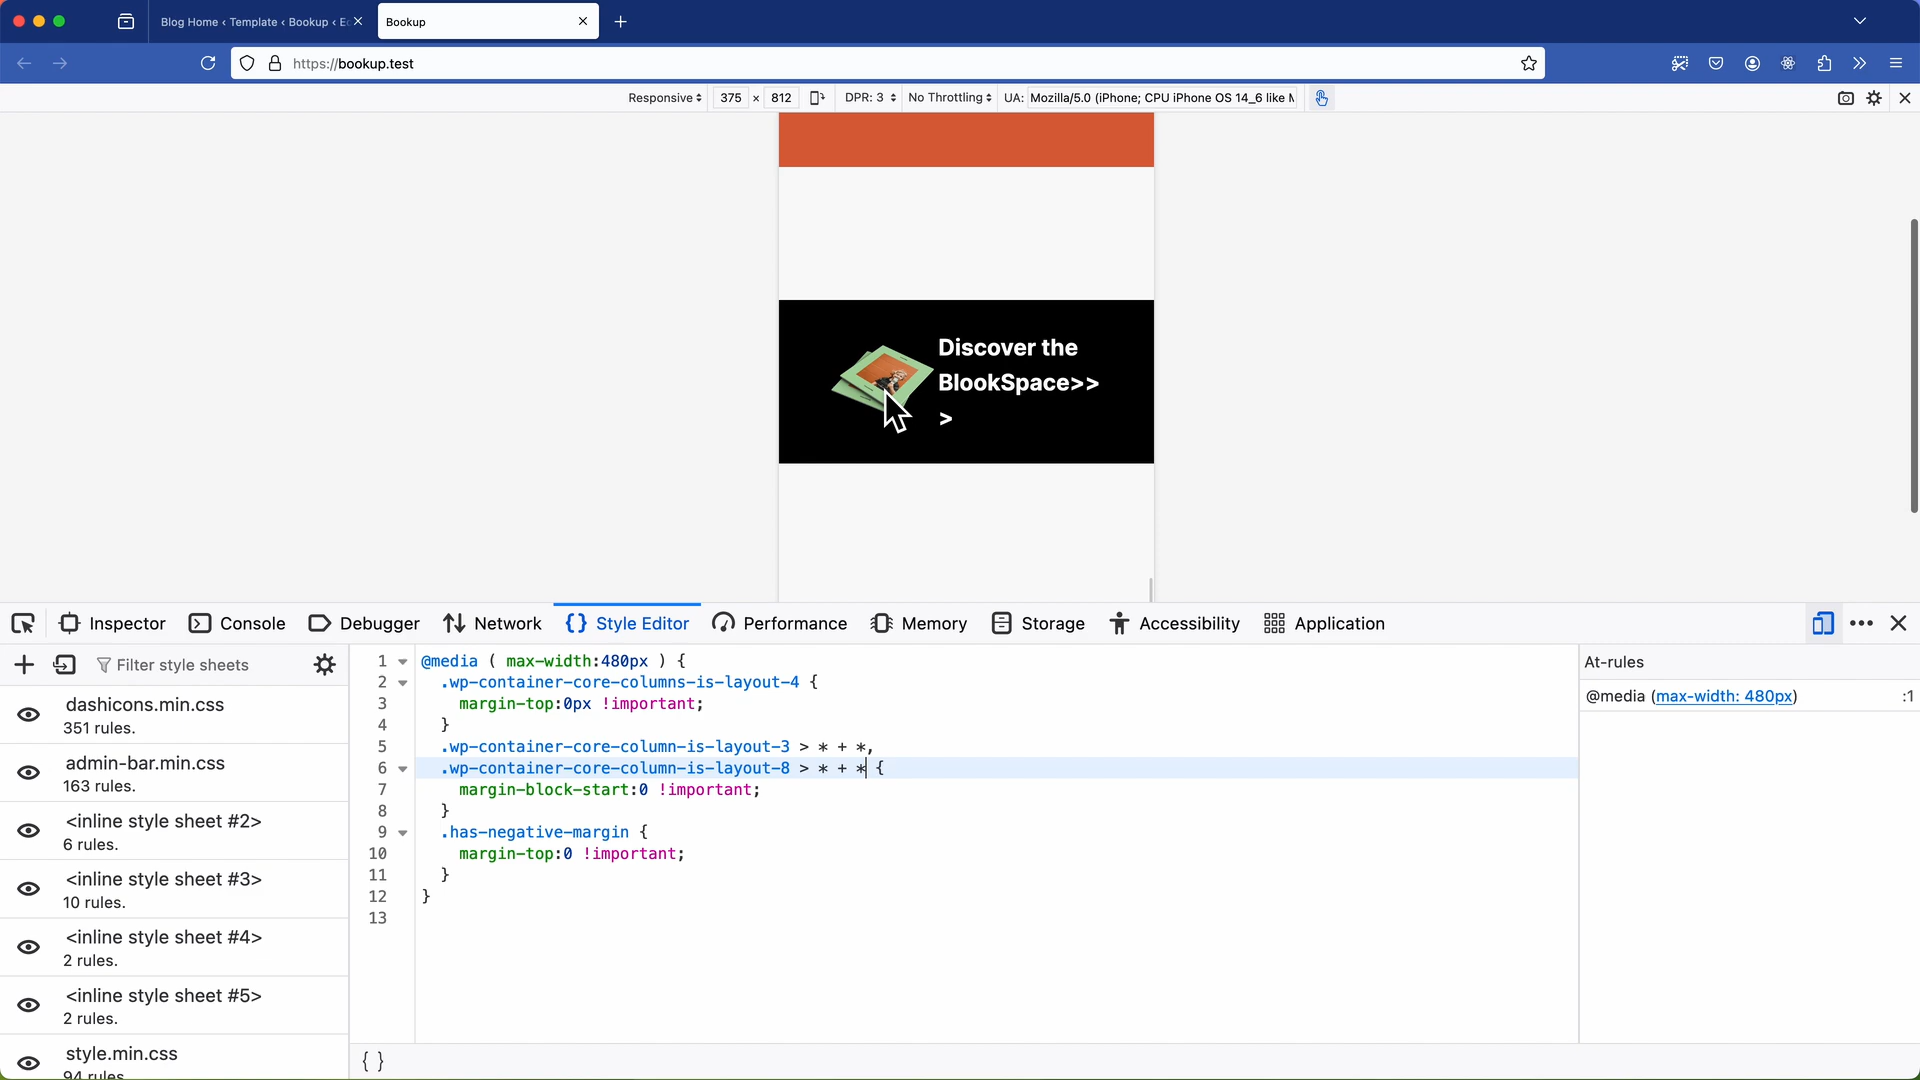 Blog Home ‹ Template ‹ Bookup ‹ E
Bookup
https://bookup.test
Responsive
375 × 812
DPR: 3
No Throttling
UA: Mozilla/5.0 (iPhone; CPU iPhone OS 14_6 like M
Discover the
BlookSpace>>
>
Inspector
Console
Debugger
Network
Style Editor
Performance
Memory
Storage
Accessibility
Application
Filter style sheets
dashicons.min.css
351 rules.
admin-bar.min.css
163 rules.
<inline style sheet #2>
6 rules.
<inline style sheet #3>
10 rules.
<inline style sheet #4>
2 rules.
<inline style sheet #5>
2 rules.
style.min.css
94 rules
1 @media ( max-width:480px ) {
2 .wp-container-core-columns-is-layout-4 {
3 margin-top:0px !important;
4 }
5 .wp-container-core-column-is-layout-3 > * + *,
6 .wp-container-core-column-is-layout-8 > * + * {
7 margin-block-start:0 !important;
8 }
9 .has-negative-margin {
10 margin-top:0 !important;
11 }
12 }
13
{ }
At-rules
@media (max-width: 480px) :1